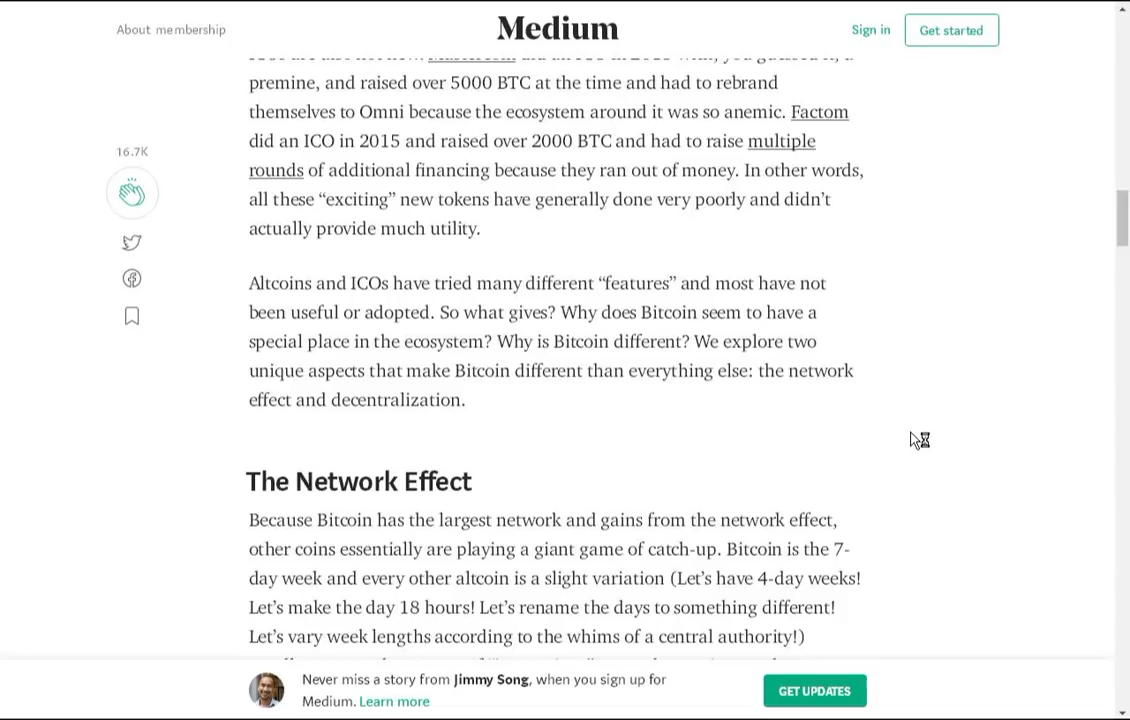 About membership
Medium
Sign in
Get started
premine, and raised over 5000 BTC at the time and had to rebrand
themselves to Omni because the ecosystem around it was so anemic. Factom
did an ICO in 2015 and raised over 2000 BTC and had to raise multiple
rounds of additional financing because they ran out of money. In other words,
all these “exciting” new tokens have generally done very poorly and didn’t
actually provide much utility.
16.7K
Altcoins and ICOs have tried many different “features” and most have not
been useful or adopted. So what gives? Why does Bitcoin seem to have a
special place in the ecosystem? Why is Bitcoin different? We explore two
unique aspects that make Bitcoin different than everything else: the network
effect and decentralization.
The Network Effect
Because Bitcoin has the largest network and gains from the network effect,
other coins essentially are playing a giant game of catch-up. Bitcoin is the 7-
day week and every other altcoin is a slight variation (Let’s have 4-day weeks!
Let’s make the day 18 hours! Let’s rename the days to something different!
Let’s vary week lengths according to the whims of a central authority!)
Never miss a story from Jimmy Song, when you sign up for
Medium. Learn more
GET UPDATES